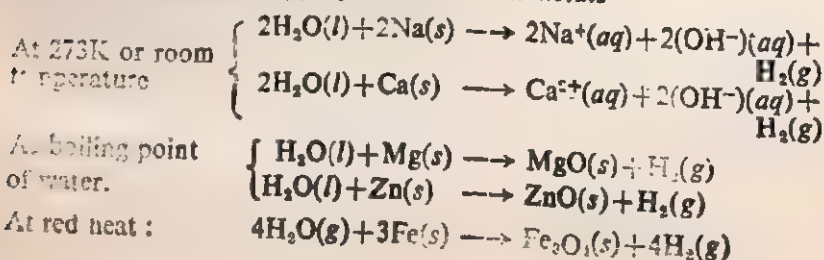 At 273K or room
temperature
2H₂O(l)+2Na(s) ⟶ 2Na⁺(aq)+2(OH⁻)(aq)+
H₂(g)
2H₂O(l)+Ca(s) ⟶ Ca²⁺(aq)+2(OH⁻)(aq)+
H₂(g)
At boiling point
of water.
H₂O(l)+Mg(s) ⟶ MgO(s)+H₂(g)
H₂O(l)+Zn(s) ⟶ ZnO(s)+H₂(g)
At red heat :
4H₂O(g)+3Fe(s) ⟶ Fe₃O₄(s)+4H₂(g)